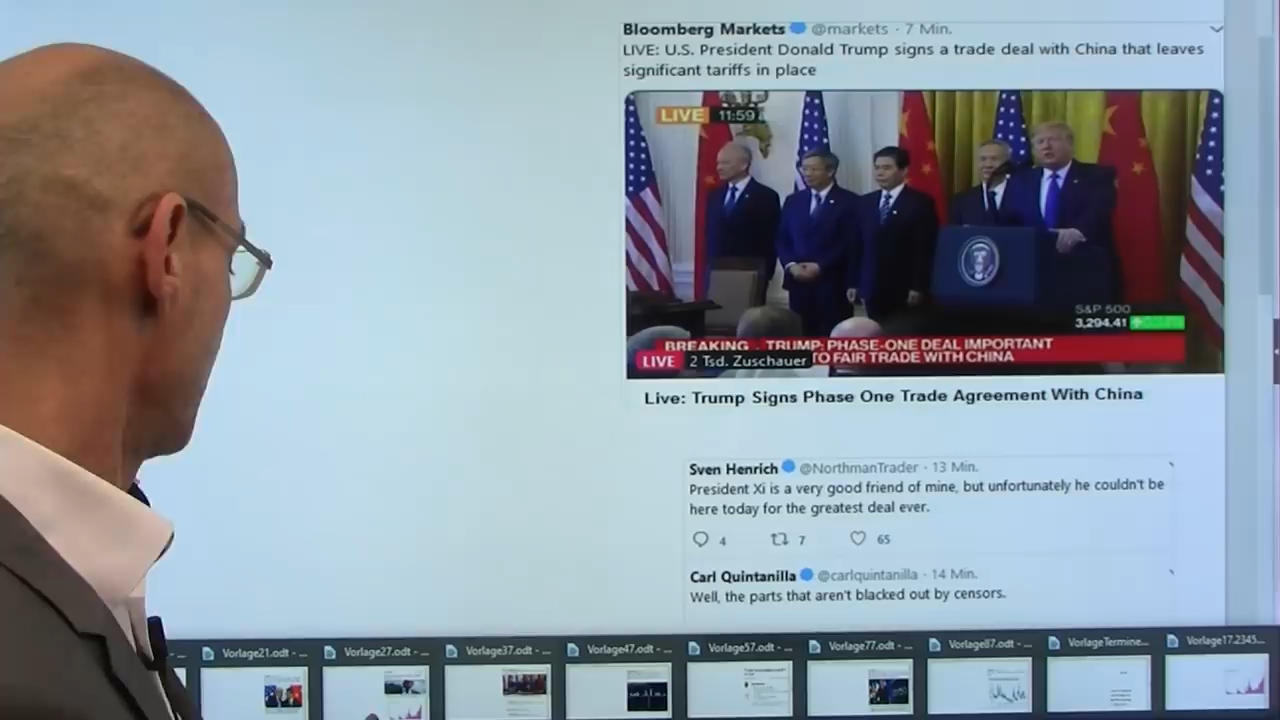 Bloomberg Markets @markets · 7 Min.
LIVE: U.S. President Donald Trump signs a trade deal with China that leaves
significant tariffs in place
LIVE 11:59
S&P 500
3,294.41
BREAKING TRUMP: PHASE-ONE DEAL IMPORTANT
TO FAIR TRADE WITH CHINA
LIVE 2 Tsd. Zuschauer
Live: Trump Signs Phase One Trade Agreement With China
Sven Henrich @NorthmanTrader · 13 Min.
President Xi is a very good friend of mine, but unfortunately he couldn't be
here today for the greatest deal ever.
4 7 65
Carl Quintanilla @carlquintanilla · 14 Min.
Well, the parts that aren't blacked out by censors.
Vorlage21.odt - ...
Vorlage27.odt - ...
Vorlage37.odt - ...
Vorlage47.odt - ...
Vorlage57.odt - ...
Vorlage77.odt - ...
Vorlage87.odt - ...
VorlageTermine...
Vorlage17.2345...